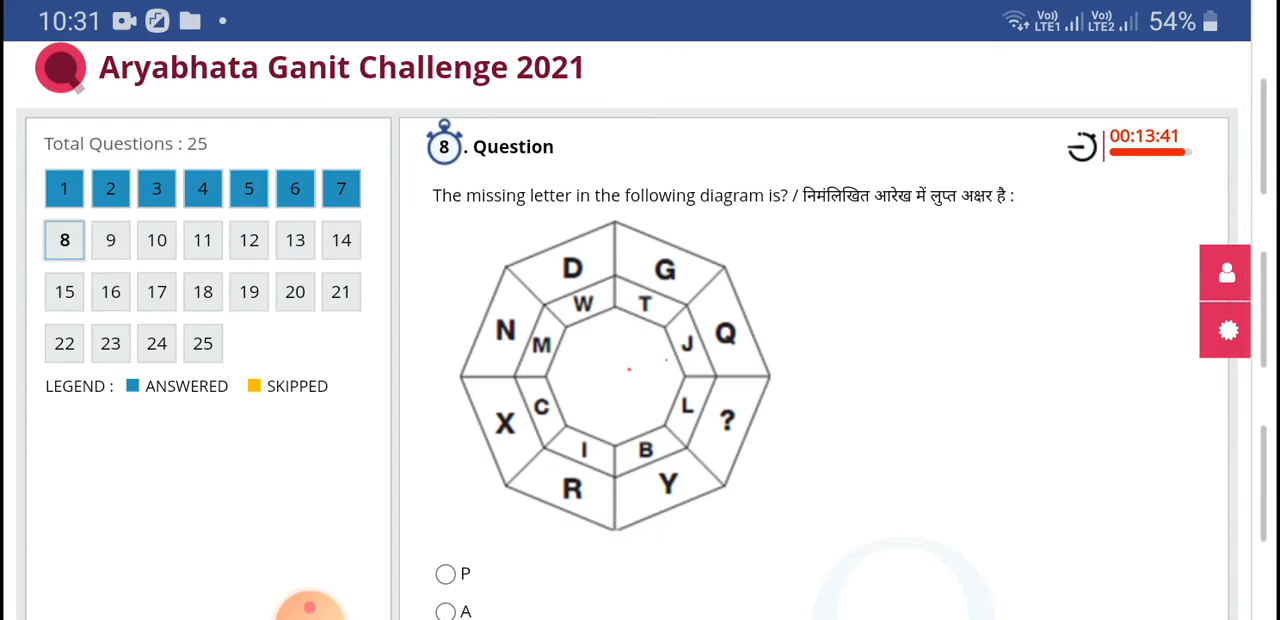 10:31
Vo) LTE1 Vo) LTE2 54%
Aryabhata Ganit Challenge 2021
Total Questions : 25
1 2 3 4 5 6 7
8 9 10 11 12 13 14
15 16 17 18 19 20 21
22 23 24 25
LEGEND : ANSWERED SKIPPED
8 . Question
00:13:41
The missing letter in the following diagram is? / निमंलिखित आरेख में लुप्त अक्षर है :
D G
W T
N M J Q
X C L ?
I B
R Y
P
A